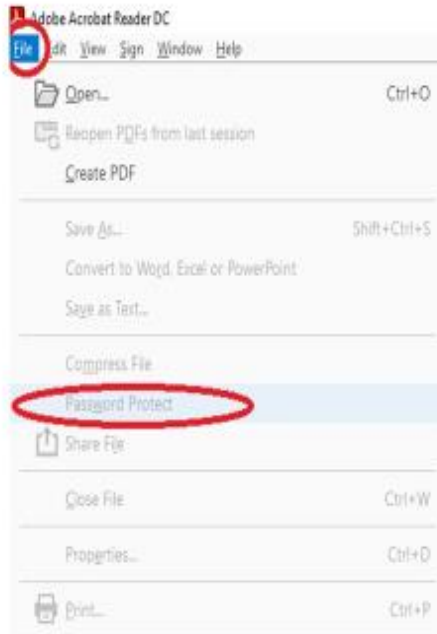 Adobe Acrobat Reader DC
File Edit View Sign Window Help
Open... Ctrl+O
Reopen PDFs from last session
Create PDF
Save As... Shift+Ctrl+S
Convert to Word, Excel or PowerPoint
Save as Text...
Compress File
Password Protect
Share File
Close File Ctrl+W
Properties... Ctrl+D
Print... Ctrl+P